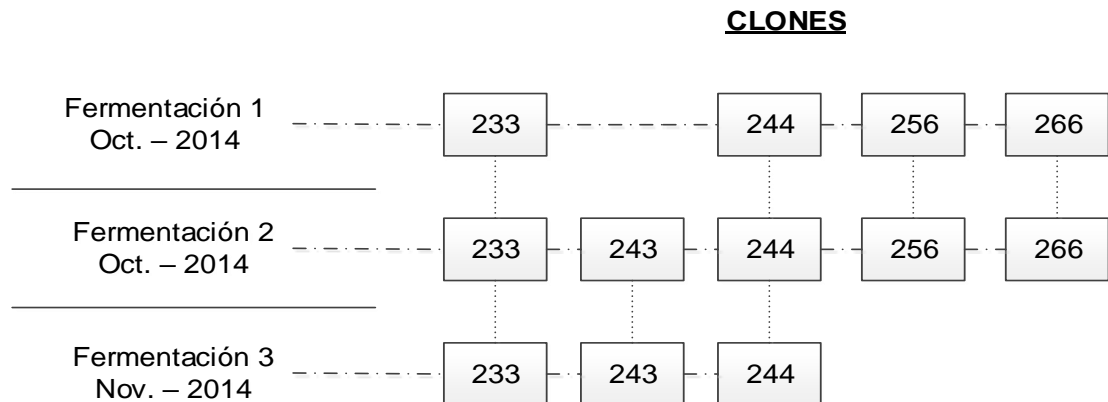 CLONES
Fermentación 1
Oct. – 2014
233 244 256 266
Fermentación 2
Oct. – 2014
233 243 244 256 266
Fermentación 3
Nov. – 2014
233 243 244